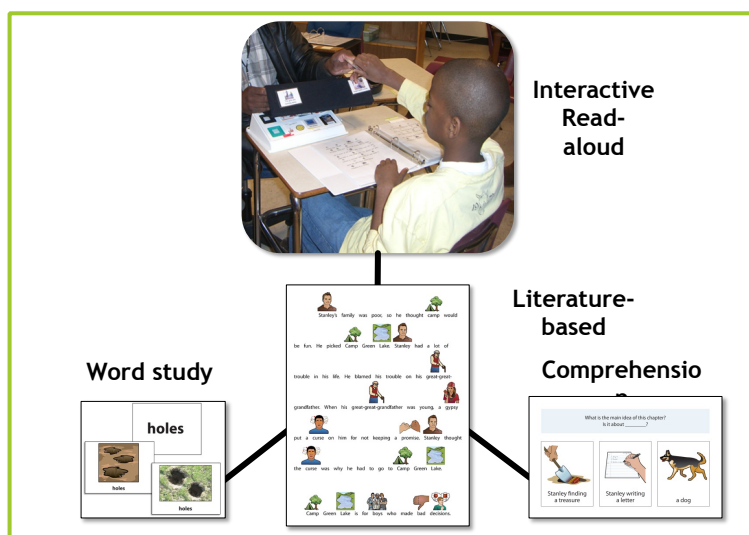 Interactive
Read-
aloud
Literature-
based
Stanley's family was poor, so he thought camp would
be fun. He picked Camp Green Lake. Stanley had a lot of
trouble in his life. He blamed his trouble on his great-great-
grandfather. When his great-great-grandfather was young, a gypsy
put a curse on him for not keeping a promise. Stanley thought
the curse was why he had to go to Camp Green Lake.
Camp Green Lake is for boys who made bad decisions.
Word study
holes
holes
holes
Comprehensio
n
What is the main idea of this chapter?
Is it about ________?
Stanley finding
a treasure
Stanley writing
a letter
a dog